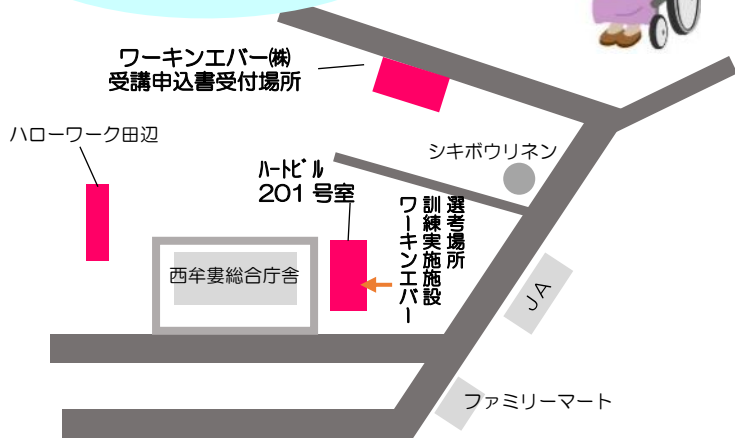 ワーキンエバー㈱
受講申込書受付場所
ハローワーク田辺
シキボウリネン
ﾊｰﾄﾋﾞﾙ
201号室
選考場所
訓練実施施設
ワーキンエバー
西牟婁総合庁舎
JA
ファミリーマート